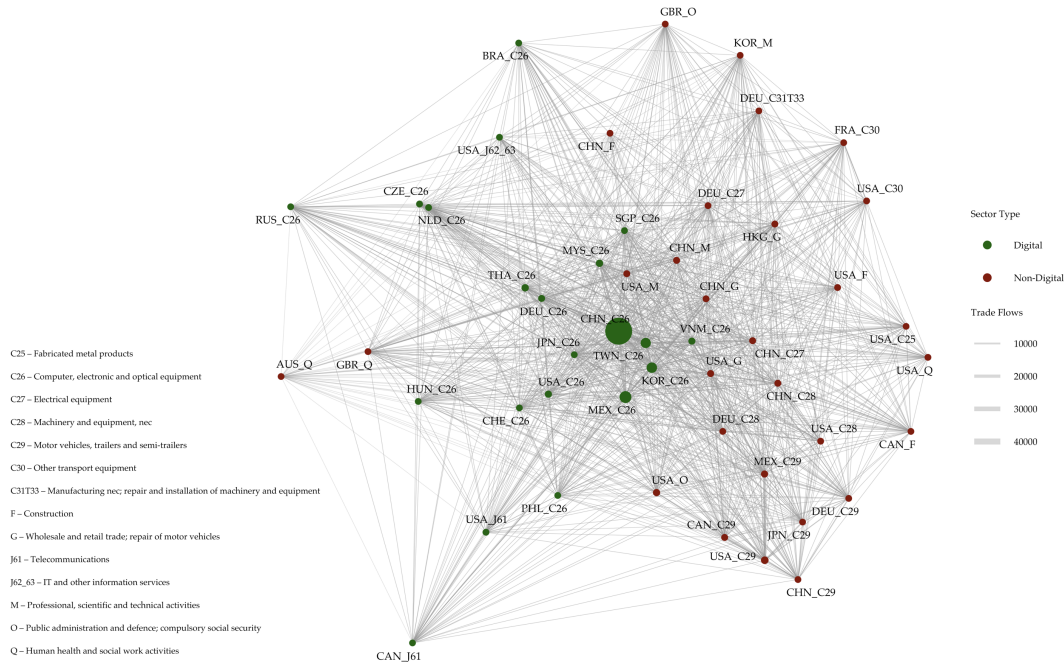 GBR_O
KOR_M
BRA_C26
DEU_C31T33
FRA_C30
USA_J62_63
CHN_F
CZE_C26
DEU_C27
USA_C30
RUS_C26
NLD_C26
SGP_C26
HKG_G
MYS_C26
CHN_M
THA_C26
USA_M
CHN_G
USA_F
DEU_C26
CHN_C26
VNM_C26
USA_C25
JPN_C26
TWN_C26
CHN_C27
AUS_Q
GBR_Q
USA_G
USA_Q
HUN_C26
USA_C26
KOR_C26
CHN_C28
CHE_C26
MEX_C26
DEU_C28
USA_C28
CAN_F
MEX_C29
USA_O
PHL_C26
DEU_C29
USA_J61
CAN_C29
JPN_C29
USA_C29
CHN_C29
CAN_J61
Sector Type
Digital
Non-Digital
Trade Flows
10000
20000
30000
40000
C25 – Fabricated metal products
C26 – Computer, electronic and optical equipment
C27 – Electrical equipment
C28 – Machinery and equipment, nec
C29 – Motor vehicles, trailers and semi-trailers
C30 – Other transport equipment
C31T33 – Manufacturing nec; repair and installation of machinery and equipment
F – Construction
G – Wholesale and retail trade; repair of motor vehicles
J61 – Telecommunications
J62_63 – IT and other information services
M – Professional, scientific and technical activities
O – Public administration and defence; compulsory social security
Q – Human health and social work activities